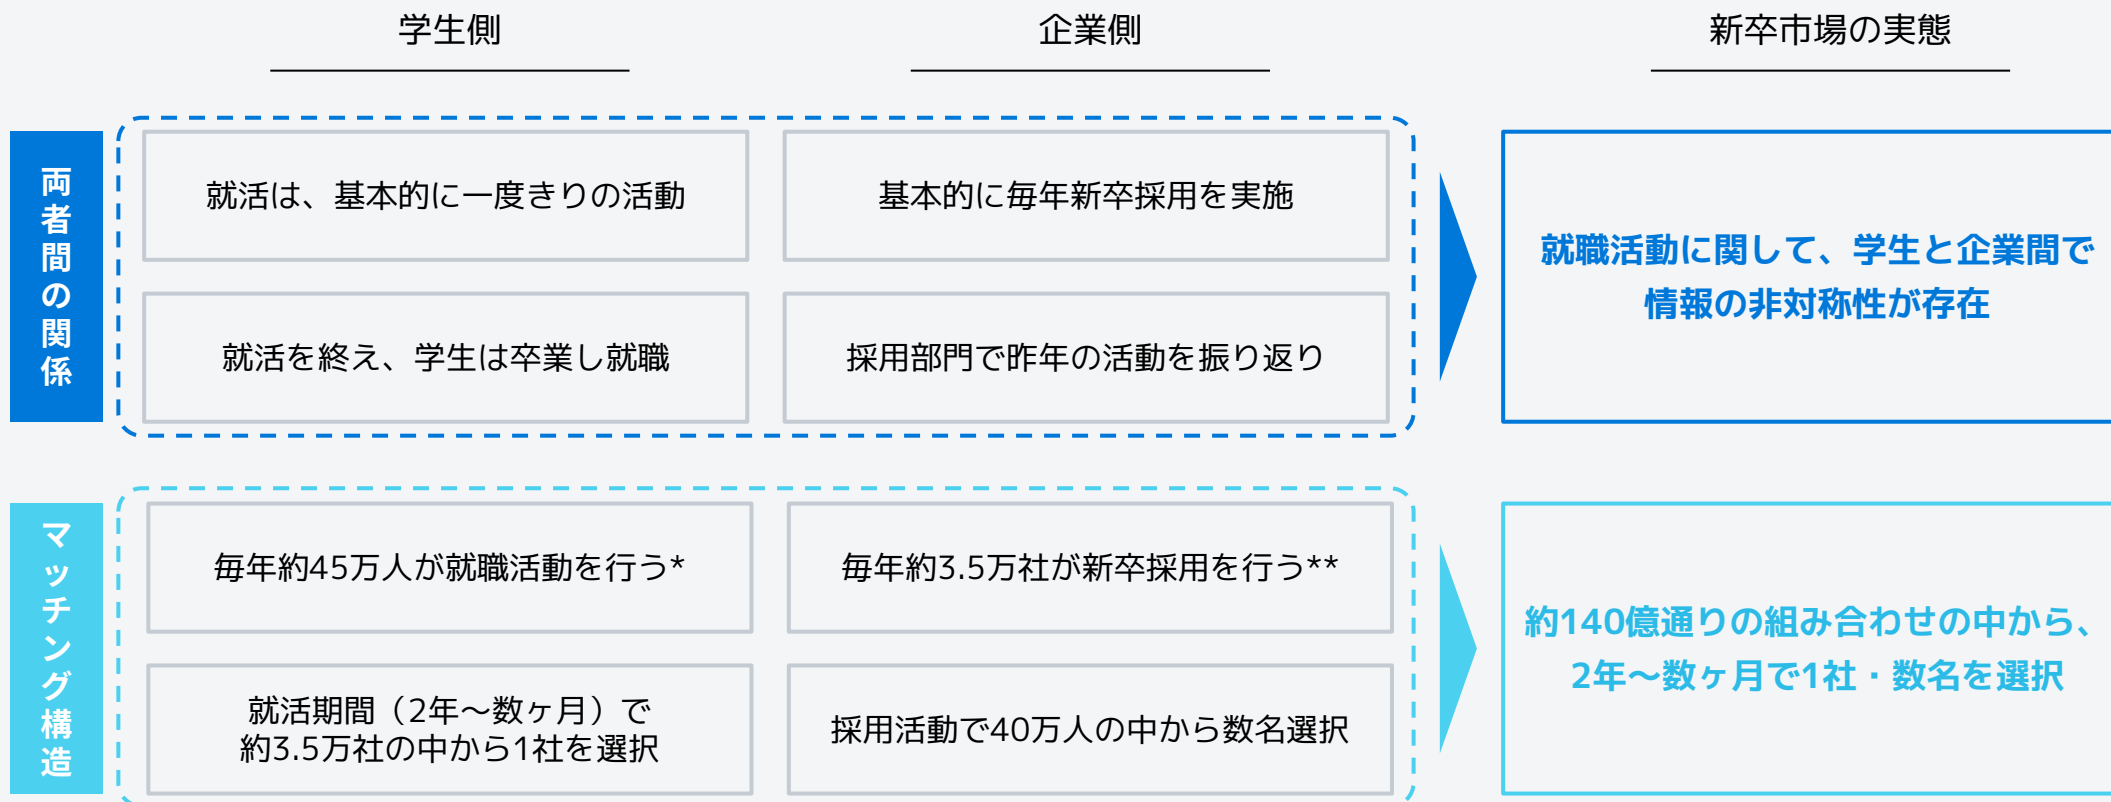 学生側
企業側
新卒市場の実態
両者間の関係
就活は、基本的に一度きりの活動
基本的に毎年新卒採用を実施
就活を終え、学生は卒業し就職
採用部門で昨年の活動を振り返り
就職活動に関して、学生と企業間で
情報の非対称性が存在
マッチング構造
毎年約45万人が就職活動を行う*
毎年約3.5万社が新卒採用を行う**
就活期間（2年〜数ヶ月）で
約3.5万社の中から1社を選択
採用活動で40万人の中から数名選択
約140億通りの組み合わせの中から、
2年〜数ヶ月で1社・数名を選択